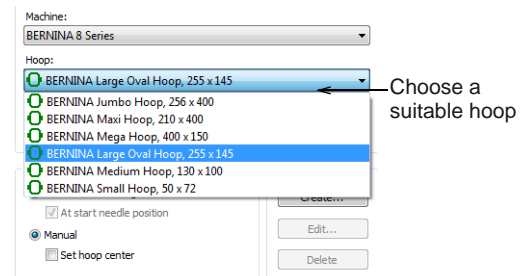 Machine:
BERNINA 8 Series
Hoop:
BERNINA Large Oval Hoop, 255 x 145
Choose a
suitable hoop
BERNINA Jumbo Hoop, 256 x 400
BERNINA Maxi Hoop, 210 x 400
BERNINA Mega Hoop, 400 x 150
BERNINA Large Oval Hoop, 255 x 145
BERNINA Medium Hoop, 130 x 100
BERNINA Small Hoop, 50 x 72
Create...
At start needle position
Manual
Edit...
Set hoop center
Delete